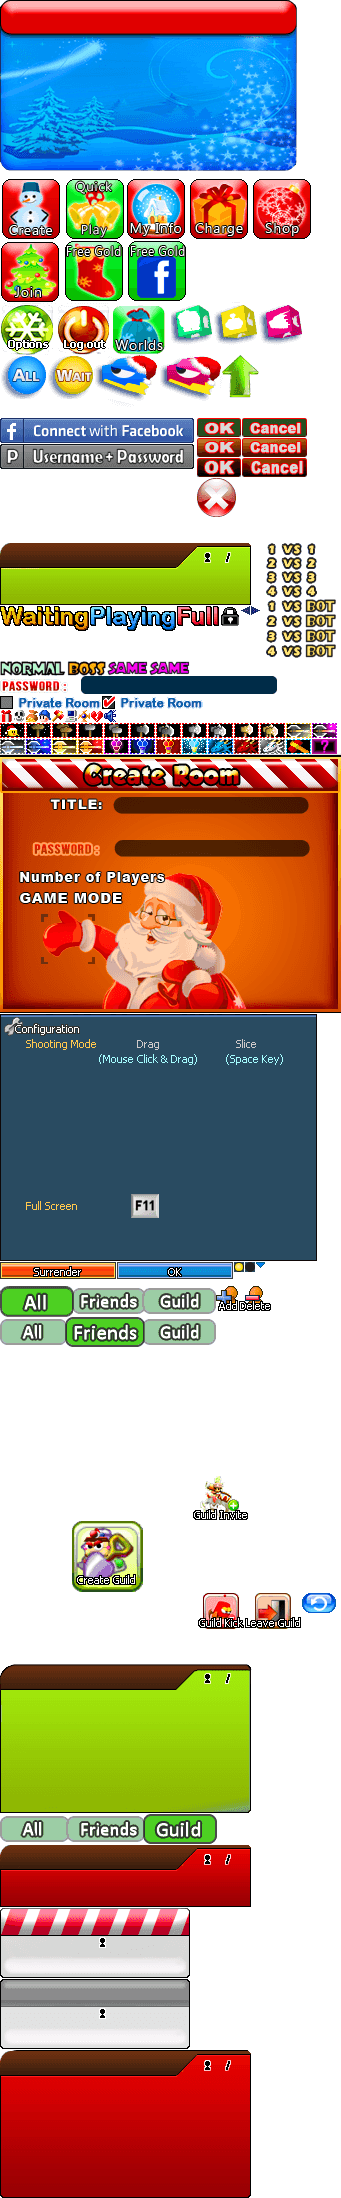 Create
Quick Play
My Info
Charge
Shop
Join
Free Gold
Free Gold
Options
Log out
Worlds
ALL
WAIT
f Connect with Facebook
P Username + Password
OK Cancel
OK Cancel
OK Cancel
/
1 VS 1
2 VS 2
3 VS 3
4 VS 4
1 VS BOT
2 VS BOT
3 VS BOT
4 VS BOT
Waiting Playing Full
NORMAL BOSS SAME SAME
PASSWORD :
Private Room Private Room
?
Create Room
TITLE:
PASSWORD:
Number of Players
GAME MODE
Configuration
Shooting Mode Drag Slice
(Mouse Click & Drag) (Space Key)
Full Screen F11
Surrender OK
All Friends Guild Add Delete
All Friends Guild
Guild Invite
Create Guild
Guild Kick Leave Guild
/
All Friends Guild
/
/